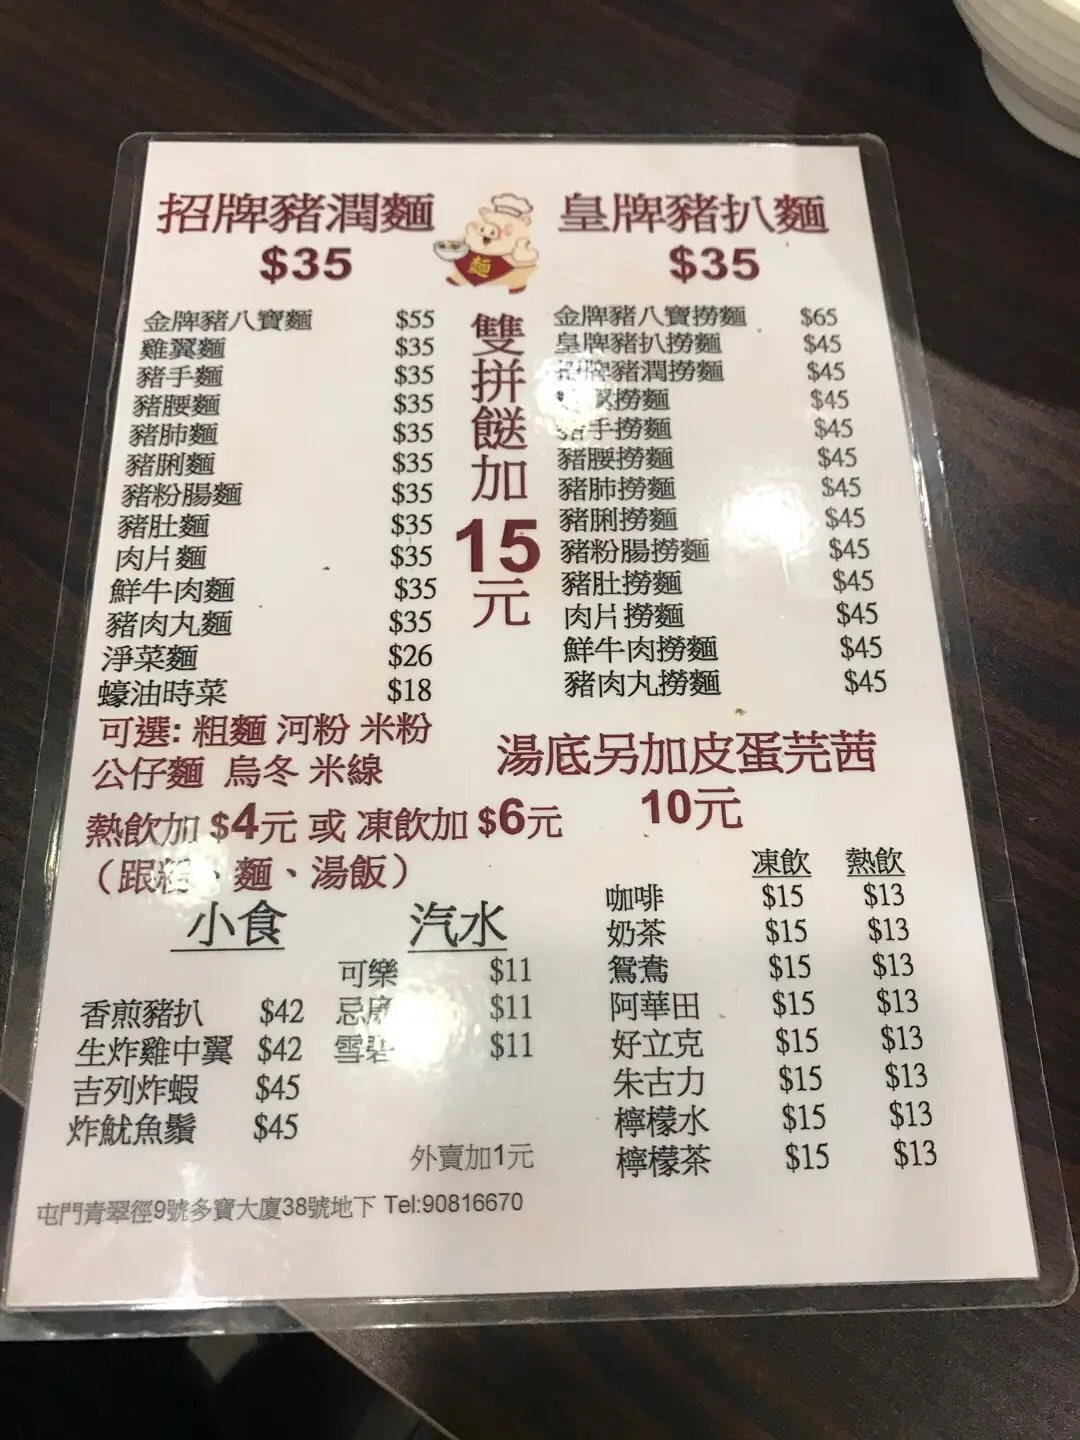 招牌豬潤麵
$35
麵
皇牌豬扒麵
$35
金牌豬八寶麵 $55
雞翼麵 $35
豬手麵 $35
豬腰麵 $35
豬肺麵 $35
豬脷麵 $35
豬粉腸麵 $35
豬肚麵 $35
肉片麵 $35
鮮牛肉麵 $35
豬肉丸麵 $35
淨菜麵 $26
蠔油時菜 $18
雙拼餸加15元
金牌豬八寶撈麵 $65
皇牌豬扒撈麵 $45
招牌豬潤撈麵 $45
撈麵 $45
豬手撈麵 $45
豬腰撈麵 $45
豬肺撈麵 $45
豬脷撈麵 $45
豬粉腸撈麵 $45
豬肚撈麵 $45
肉片撈麵 $45
鮮牛肉撈麵 $45
豬肉丸撈麵 $45
可選: 粗麵 河粉 米粉
公仔麵 烏冬 米線
湯底另加皮蛋芫茜
10元
熱飲加 $4元 或 凍飲加 $6元
（跟、麵、湯飯）
小食
香煎豬扒 $42
生炸雞中翼 $42
吉列炸蝦 $45
炸魷魚鬚 $45
汽水
可樂 $11
忌廉 $11
雪碧 $11
外賣加1元
凍飲 熱飲
咖啡 $15 $13
奶茶 $15 $13
鴛鴦 $15 $13
阿華田 $15 $13
好立克 $15 $13
朱古力 $15 $13
檸檬水 $15 $13
檸檬茶 $15 $13
屯門青翠徑9號多寶大廈38號地下 Tel:90816670